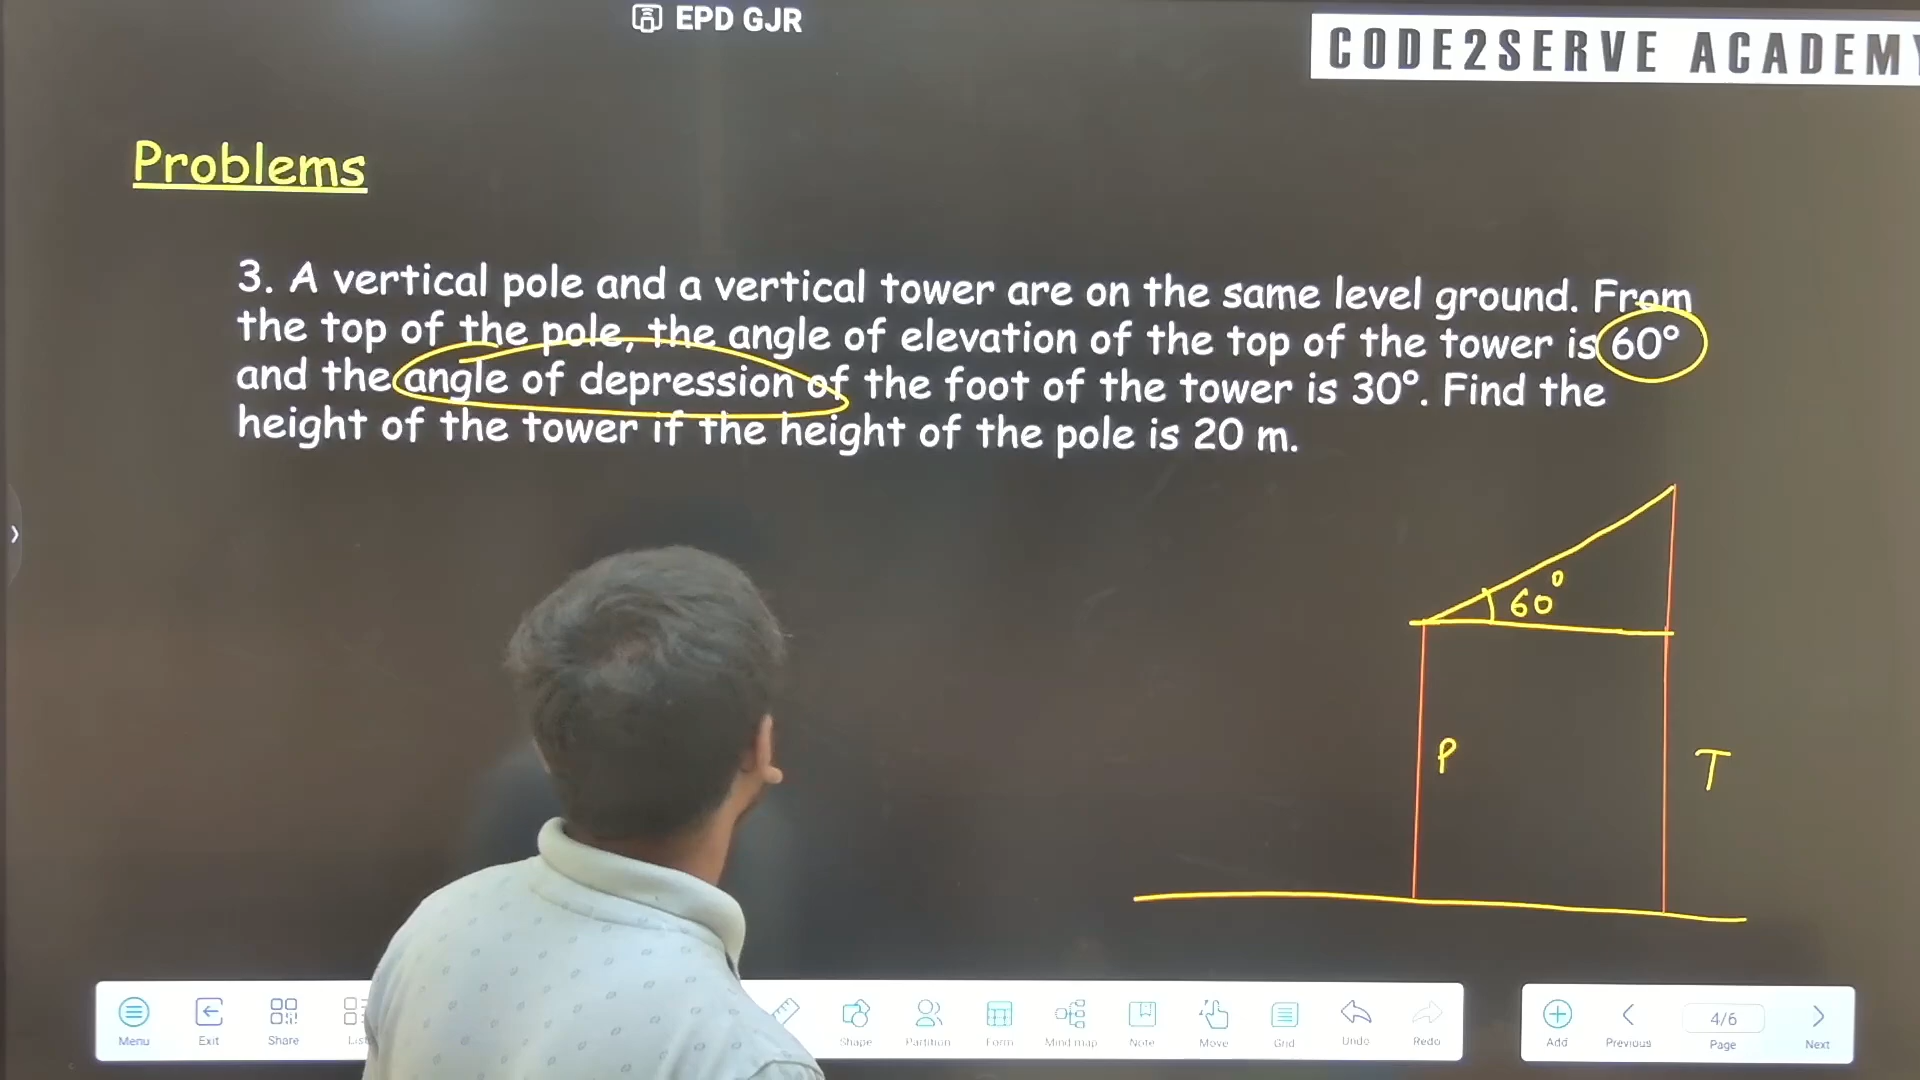 EPD GJR
CODE2SERVE ACADEMY
Problems
3. A vertical pole and a vertical tower are on the same level ground. From
the top of the pole, the angle of elevation of the top of the tower is 60°
and the angle of depression of the foot of the tower is 30°. Find the
height of the tower if the height of the pole is 20 m.
60°
P
T
Menu
Exit
Share
Shape
Partition
Form
Mind map
Note
Move
Grid
Undo
Redo
Add
Previous
4/6
Page
Next